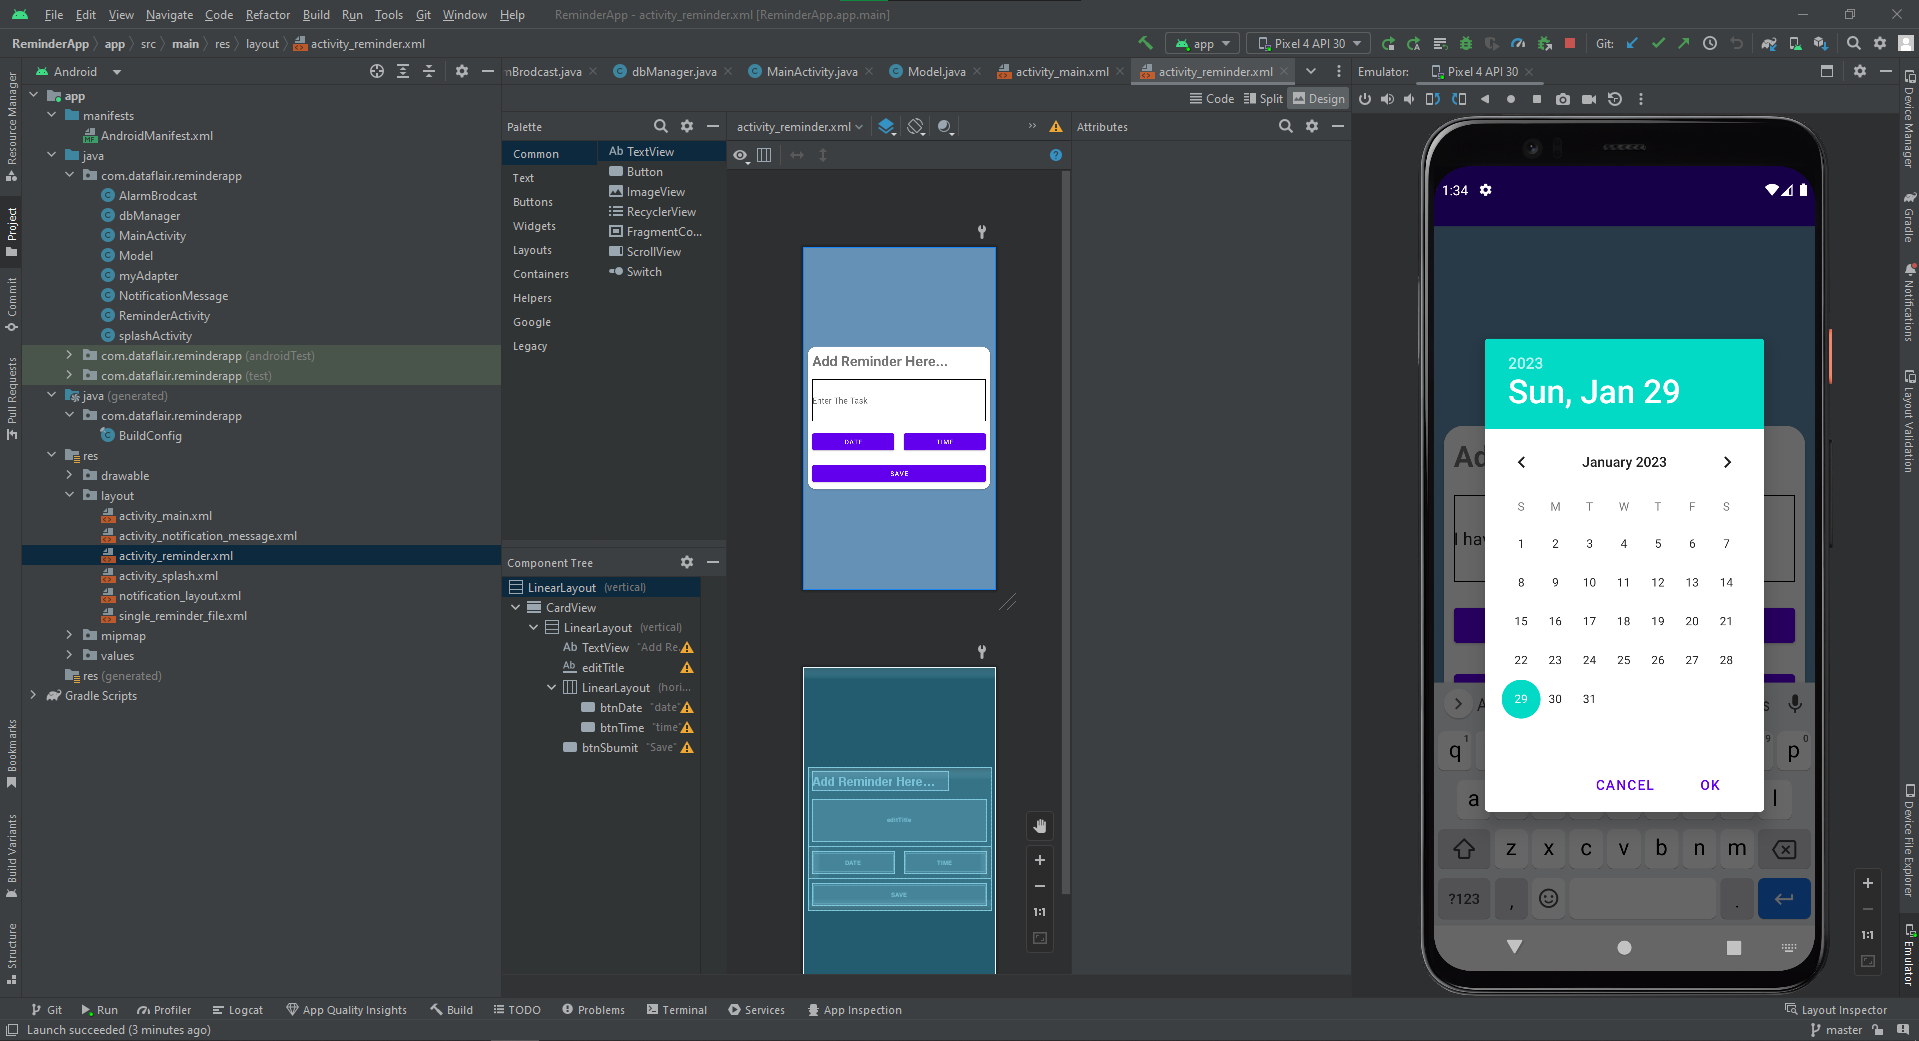 File Edit View Navigate Code Refactor Build Run Tools Git Window Help ReminderApp - activity_reminder.xml [ReminderApp.app.main]
ReminderApp app src main res layout activity_reminder.xml
app Pixel 4 API 30 Git:
Android
nBrodcast.java dbManager.java MainActivity.java Model.java activity_main.xml activity_reminder.xml
Emulator: Pixel 4 API 30
Code Split Design
Resource Manager
Project
Commit
Pull Requests
Bookmarks
Build Variants
Structure
app
manifests
AndroidManifest.xml
java
com.dataflair.reminderapp
AlarmBrodcast
dbManager
MainActivity
Model
myAdapter
NotificationMessage
ReminderActivity
splashActivity
com.dataflair.reminderapp (androidTest)
com.dataflair.reminderapp (test)
java (generated)
com.dataflair.reminderapp
BuildConfig
res
drawable
layout
activity_main.xml
activity_notification_message.xml
activity_reminder.xml
activity_splash.xml
notification_layout.xml
single_reminder_file.xml
mipmap
values
res (generated)
Gradle Scripts
Palette
Common
Text
Buttons
Widgets
Layouts
Containers
Helpers
Google
Legacy
Ab TextView
Button
ImageView
RecyclerView
FragmentCo...
ScrollView
Switch
Component Tree
LinearLayout (vertical)
CardView
LinearLayout (vertical)
Ab TextView "Add Re...
Ab editTitle
LinearLayout (hori...
btnDate "date"
btnTime "time"
btnSbumit "Save"
activity_reminder.xml
Add Reminder Here...
Enter The Task
DATE TIME
SAVE
Add Reminder Here...
editTitle
DATE TIME
SAVE
1:1
Attributes
1:34
2023
Sun, Jan 29
January 2023
S M T W T F S
1 2 3 4 5 6 7
8 9 10 11 12 13 14
15 16 17 18 19 20 21
22 23 24 25 26 27 28
29 30 31
CANCEL OK
Ad
I hav
A s
q 1 9 p 0
a l
z x c v b n m
?123 , .
1:1
Device Manager
Gradle
Notifications
Layout Validation
Device File Explorer
Emulator
Git Run Profiler Logcat App Quality Insights Build TODO Problems Terminal Services App Inspection Layout Inspector
Launch succeeded (3 minutes ago) master